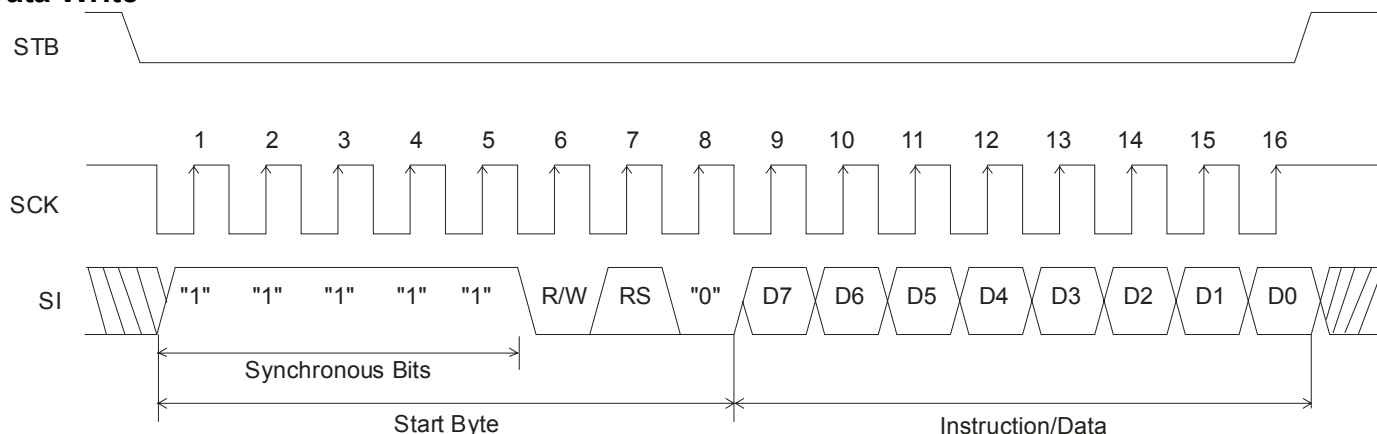 Data Write
STB
1 2 3 4 5 6 7 8 9 10 11 12 13 14 15 16
SCK
SI "1" "1" "1" "1" "1" R/W RS "0" D7 D6 D5 D4 D3 D2 D1 D0
Synchronous Bits
Start Byte Instruction/Data